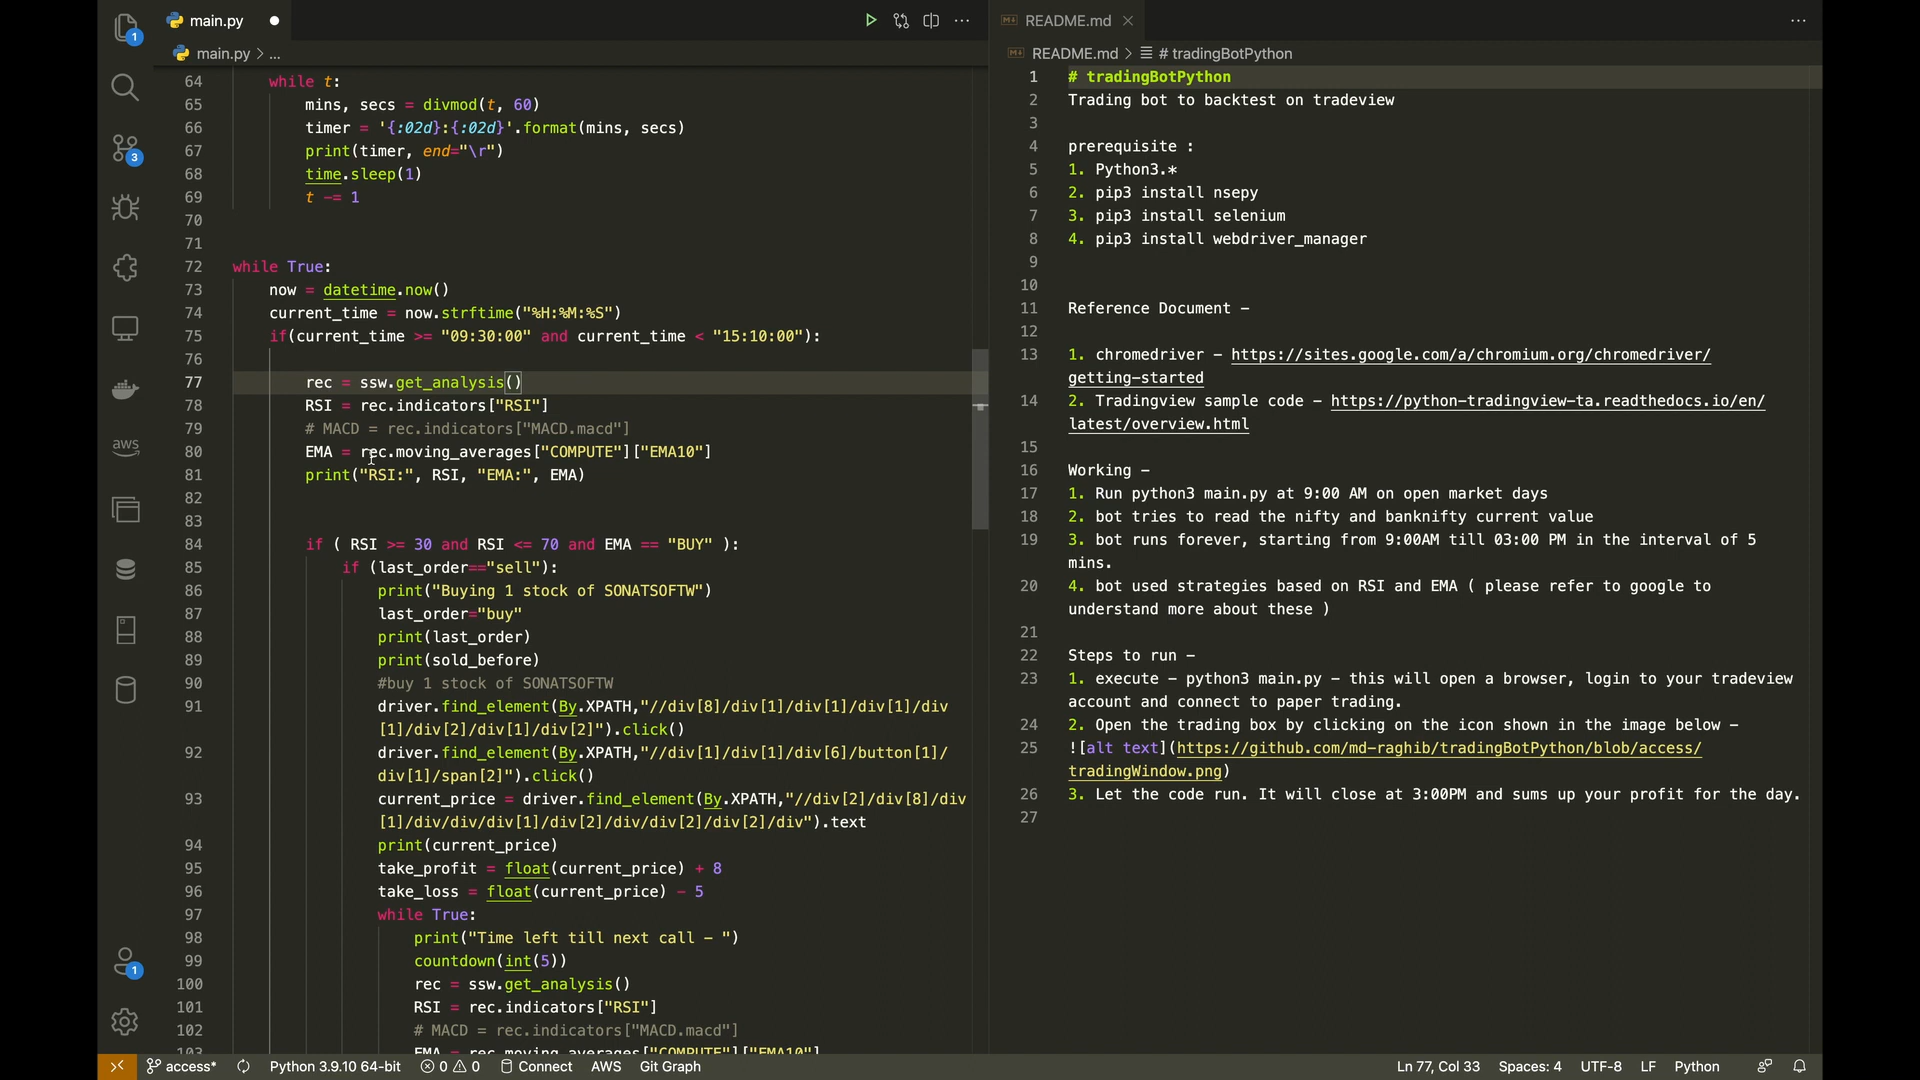 main.py
README.md
main.py > ...
README.md > # tradingBotPython
64 while t:
65 mins, secs = divmod(t, 60)
66 timer = '{:02d}:{:02d}'.format(mins, secs)
67 print(timer, end="\r")
68 time.sleep(1)
69 t -= 1
70
71
72 while True:
73 now = datetime.now()
74 current_time = now.strftime("%H:%M:%S")
75 if(current_time >= "09:30:00" and current_time < "15:10:00"):
76
77 rec = ssw.get_analysis()
78 RSI = rec.indicators["RSI"]
79 # MACD = rec.indicators["MACD.macd"]
80 EMA = rec.moving_averages["COMPUTE"]["EMA10"]
81 print("RSI:", RSI, "EMA:", EMA)
82
83
84 if ( RSI >= 30 and RSI <= 70 and EMA == "BUY" ):
85 if (last_order=="sell"):
86 print("Buying 1 stock of SONATSOFTW")
87 last_order="buy"
88 print(last_order)
89 print(sold_before)
90 #buy 1 stock of SONATSOFTW
91 driver.find_element(By.XPATH,"//div[8]/div[1]/div[1]/div[1]/div
[1]/div[2]/div[1]/div[2]").click()
92 driver.find_element(By.XPATH,"//div[1]/div[1]/div[6]/button[1]/
div[1]/span[2]").click()
93 current_price = driver.find_element(By.XPATH,"//div[2]/div[8]/div
[1]/div/div/div[1]/div[2]/div/div[2]/div[2]/div").text
94 print(current_price)
95 take_profit = float(current_price) + 8
96 take_loss = float(current_price) - 5
97 while True:
98 print("Time left till next call - ")
99 countdown(int(5))
100 rec = ssw.get_analysis()
101 RSI = rec.indicators["RSI"]
102 # MACD = rec.indicators["MACD.macd"]
103 EMA = rec.moving_averages["COMPUTE"]["EMA10"]
1 # tradingBotPython
2 Trading bot to backtest on tradeview
3
4 prerequisite :
5 1. Python3.*
6 2. pip3 install nsepy
7 3. pip3 install selenium
8 4. pip3 install webdriver_manager
9
10
11 Reference Document -
12
13 1. chromedriver - https://sites.google.com/a/chromium.org/chromedriver/
getting-started
14 2. Tradingview sample code - https://python-tradingview-ta.readthedocs.io/en/
latest/overview.html
15
16 Working -
17 1. Run python3 main.py at 9:00 AM on open market days
18 2. bot tries to read the nifty and banknifty current value
19 3. bot runs forever, starting from 9:00AM till 03:00 PM in the interval of 5
mins.
20 4. bot used strategies based on RSI and EMA ( please refer to google to
understand more about these )
21
22 Steps to run -
23 1. execute - python3 main.py - this will open a browser, login to your tradeview
account and connect to paper trading.
24 2. Open the trading box by clicking on the icon shown in the image below -
25 ![alt text](https://github.com/md-raghib/tradingBotPython/blob/access/
tradingWindow.png)
26 3. Let the code run. It will close at 3:00PM and sums up your profit for the day.
27
1
3
aws
1
access* Python 3.9.10 64-bit 0 0 Connect AWS Git Graph Ln 77, Col 33 Spaces: 4 UTF-8 LF Python